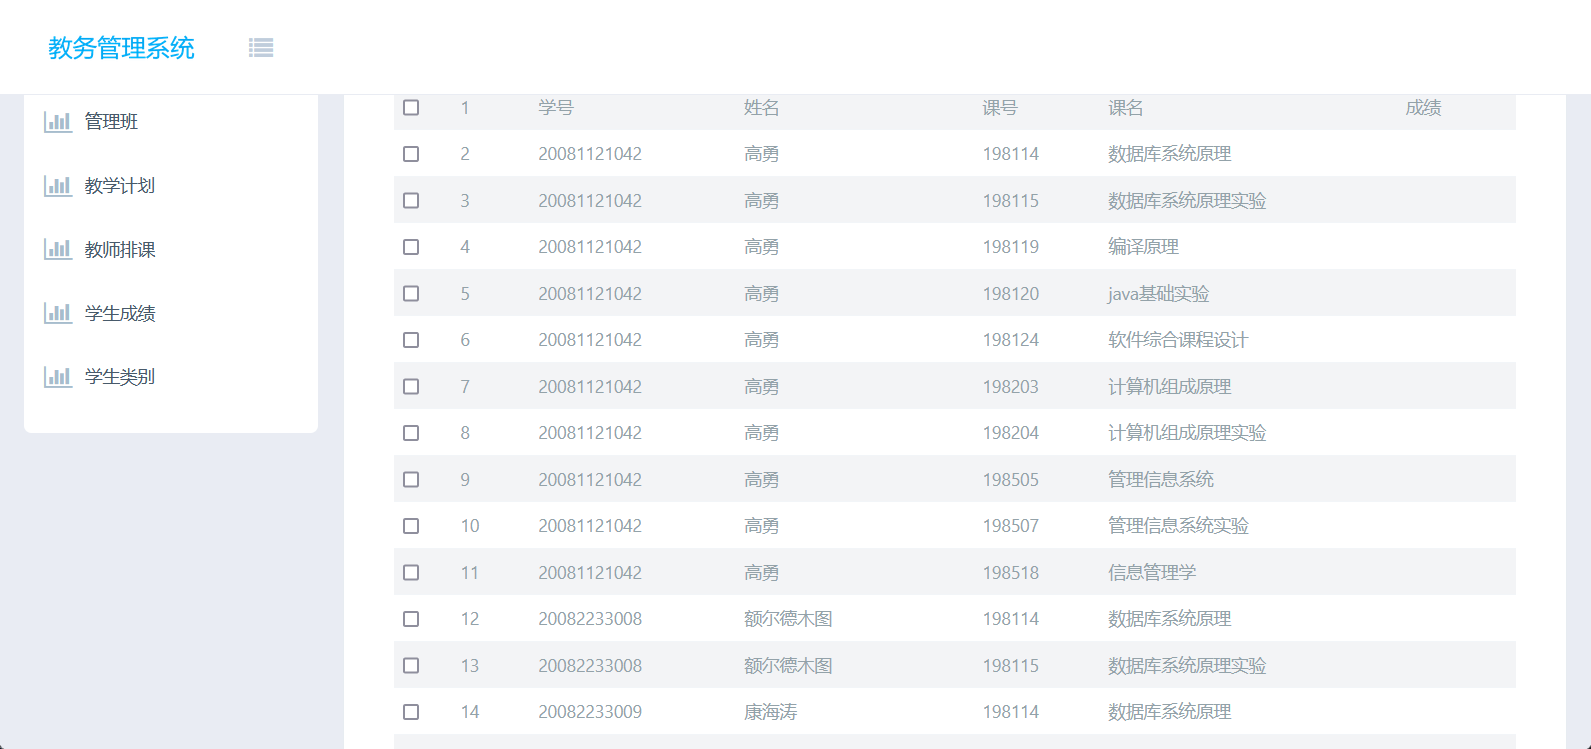 教务管理系统
管理班
教学计划
教师排课
学生成绩
学生类别
1 学号 姓名 课号 课名 成绩
2 20081121042 高勇 198114 数据库系统原理
3 20081121042 高勇 198115 数据库系统原理实验
4 20081121042 高勇 198119 编译原理
5 20081121042 高勇 198120 java基础实验
6 20081121042 高勇 198124 软件综合课程设计
7 20081121042 高勇 198203 计算机组成原理
8 20081121042 高勇 198204 计算机组成原理实验
9 20081121042 高勇 198505 管理信息系统
10 20081121042 高勇 198507 管理信息系统实验
11 20081121042 高勇 198518 信息管理学
12 20082233008 额尔德木图 198114 数据库系统原理
13 20082233008 额尔德木图 198115 数据库系统原理实验
14 20082233009 康海涛 198114 数据库系统原理